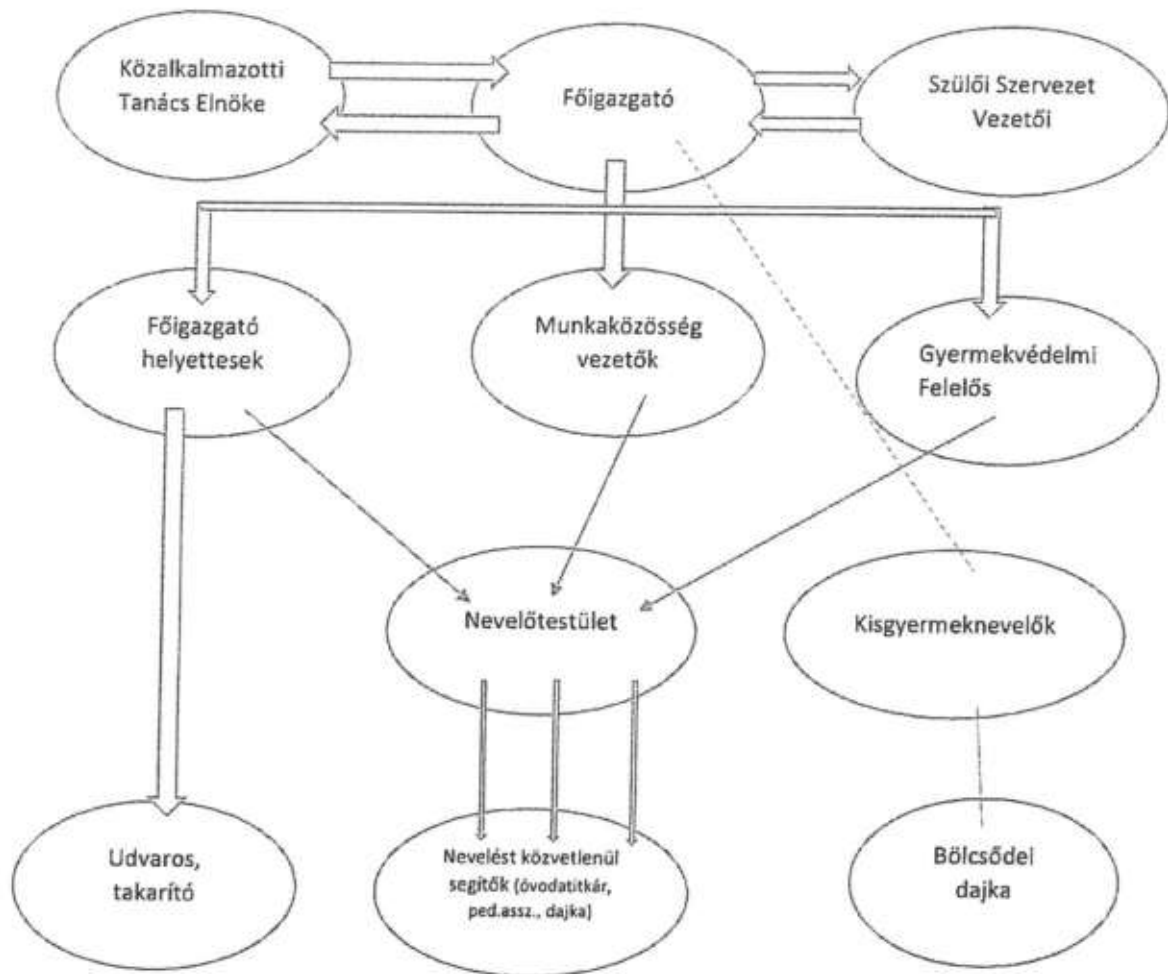 Közalkalmazotti
Tanács Elnöke
Főigazgató
Szülői Szervezet
Vezetői
Főigazgató
helyettesek
Munkaközösség
vezetők
Gyermekvédelmi
Felelős
Nevelőtestület
Kisgyermeknevelők
Udvaros,
takarító
Nevelést közvetlenül
segítők (óvodatitkár,
ped.assz., dajka)
Bölcsődei
dajka